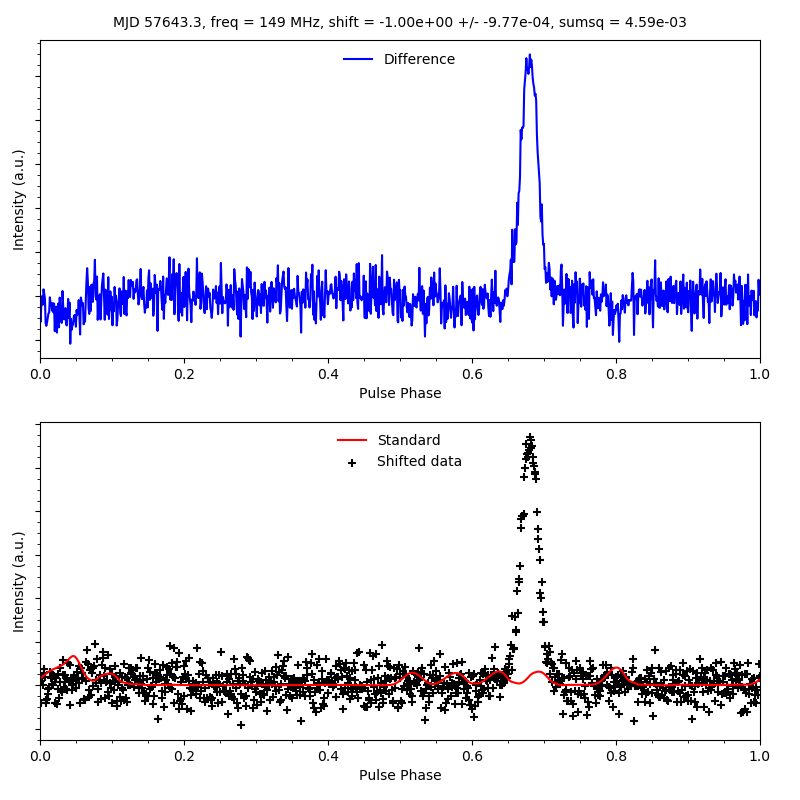 MJD 57643.3, freq = 149 MHz, shift = -1.00e+00 +/- -9.77e-04, sumsq = 4.59e-03
Difference
Intensity (a.u.)
0.0 0.2 0.4 0.6 0.8 1.0
Pulse Phase
Standard
Shifted data
Intensity (a.u.)
0.0 0.2 0.4 0.6 0.8 1.0
Pulse Phase